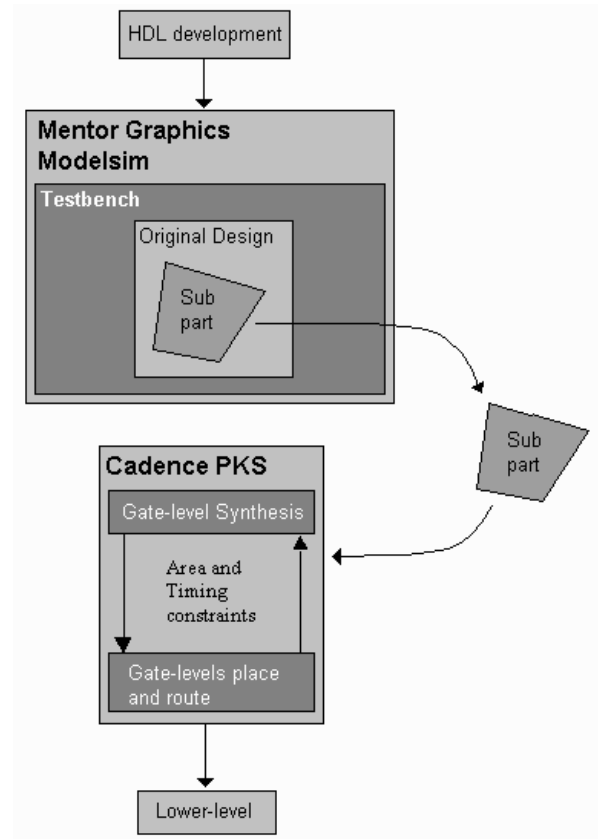 HDL development
Mentor Graphics
Modelsim
Testbench
Original Design
Sub
part
Sub
part
Cadence PKS
Gate-level Synthesis
Area and
Timing
constraints
Gate-levels place
and route
Lower-level